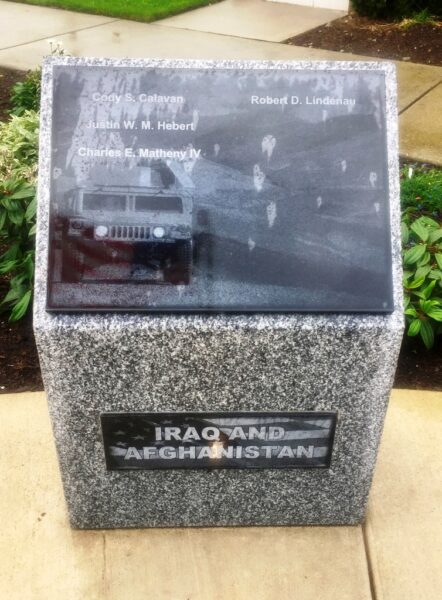 Cody S. Calavan Robert D. Lindenau
Justin W. M. Hebert
Charles E. Matheny IV
IRAQ AND
AFGHANISTAN